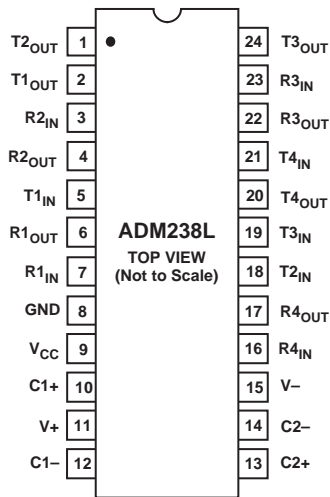 T2OUT 1 24 T3OUT
T1OUT 2 23 R3IN
R2IN 3 22 R3OUT
R2OUT 4 21 T4IN
T1IN 5 20 T4OUT
R1OUT 6 ADM238L 19 T3IN
TOP VIEW
R1IN 7 (Not to Scale) 18 T2IN
GND 8 17 R4OUT
VCC 9 16 R4IN
C1+ 10 15 V–
V+ 11 14 C2–
C1– 12 13 C2+